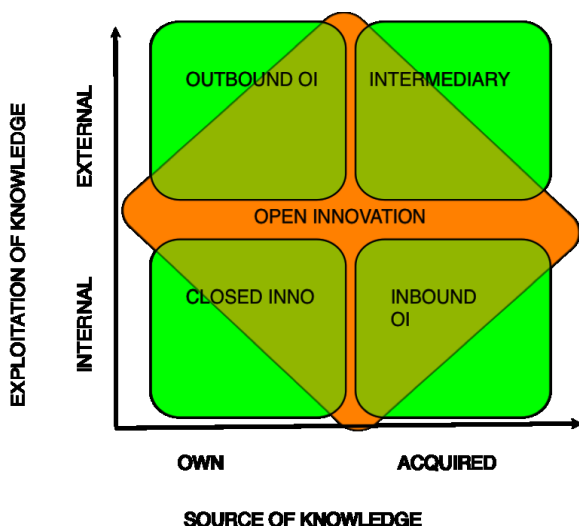 OUTBOUND OI
INTERMEDIARY
EXTERNAL
EXPLOITATION OF KNOWLEDGE
OPEN INNOVATION
INTERNAL
CLOSED INNO
INBOUND
OI
OWN
ACQUIRED
SOURCE OF KNOWLEDGE